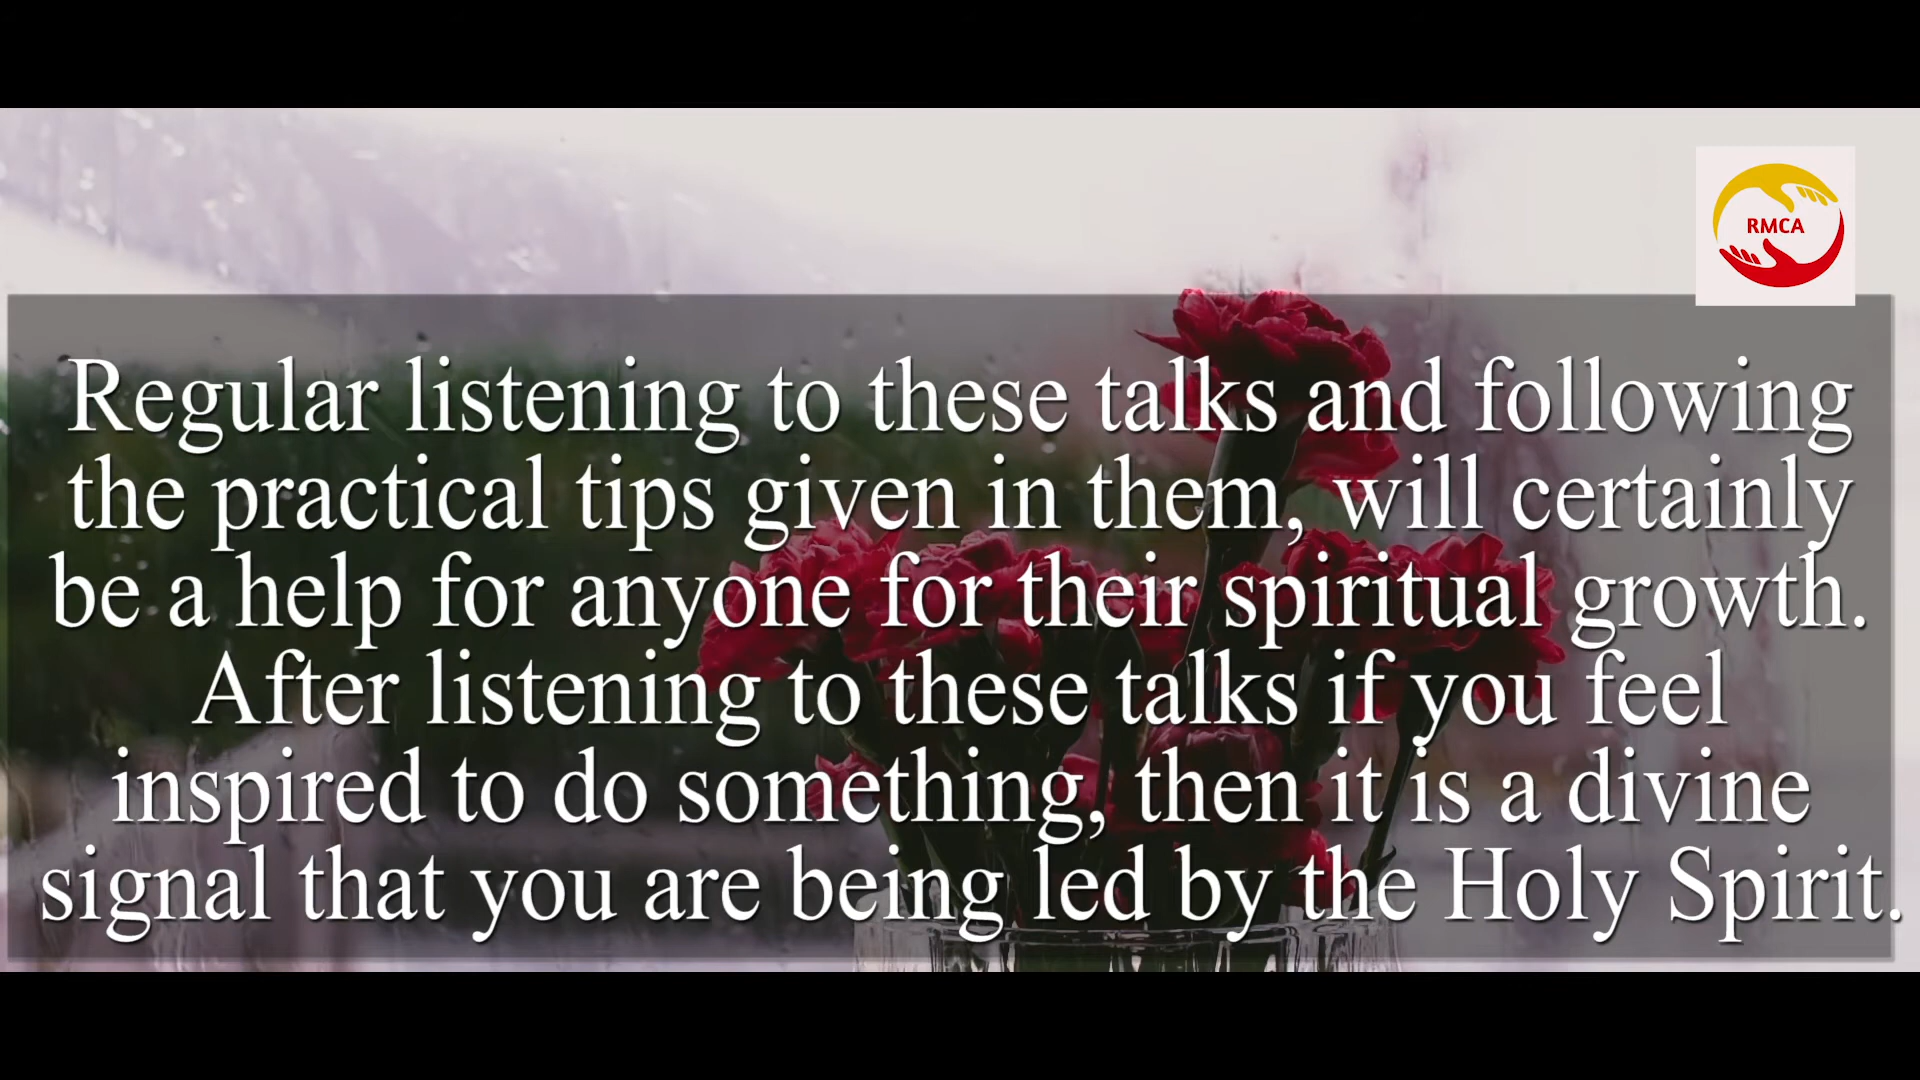 RMCA
Regular listening to these talks and following
the practical tips given in them, will certainly
be a help for anyone for their spiritual growth.
After listening to these talks if you feel
inspired to do something, then it is a divine
signal that you are being led by the Holy Spirit.